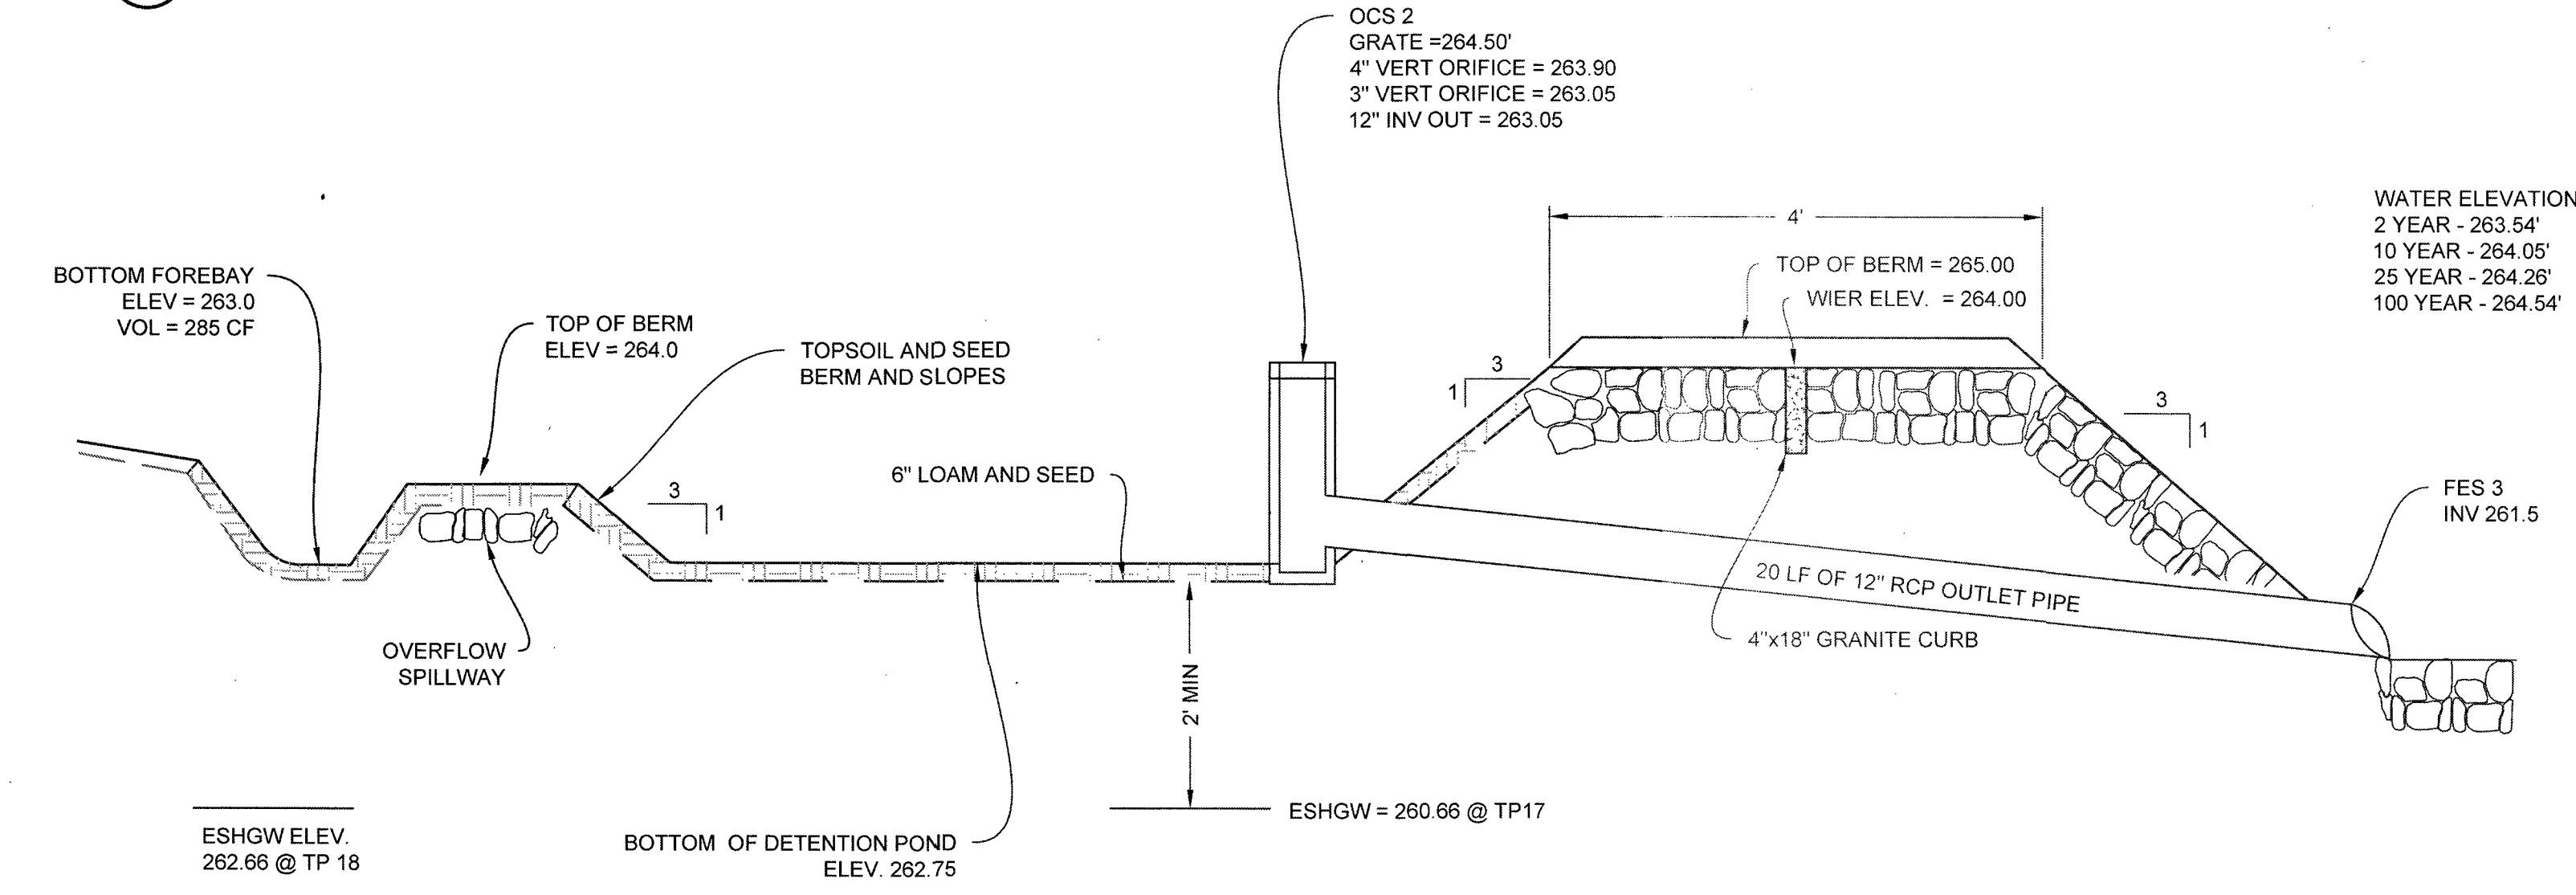 OCS 2
GRATE =264.50'
4" VERT ORIFICE = 263.90
3" VERT ORIFICE = 263.05
12" INV OUT = 263.05
WATER ELEVATION
2 YEAR - 263.54'
10 YEAR - 264.05'
25 YEAR - 264.26'
100 YEAR - 264.54'
4'
TOP OF BERM = 265.00
WIER ELEV. = 264.00
BOTTOM FOREBAY
ELEV = 263.0
VOL = 285 CF
TOP OF BERM
ELEV = 264.0
TOPSOIL AND SEED
BERM AND SLOPES
3
1
3
1
6" LOAM AND SEED
3
1
FES 3
INV 261.5
20 LF OF 12" RCP OUTLET PIPE
4"x18" GRANITE CURB
OVERFLOW
SPILLWAY
2' MIN
ESHGW = 260.66 @ TP17
ESHGW ELEV.
262.66 @ TP 18
BOTTOM OF DETENTION POND
ELEV. 262.75